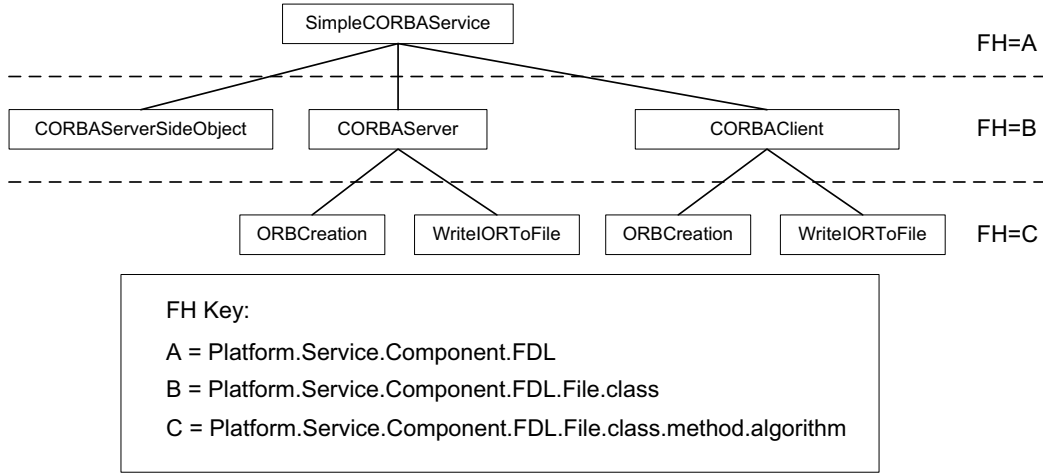 SimpleCORBAService
FH=A
CORBAServerSideObject
CORBAServer
CORBAClient
FH=B
ORBCreation
WriteIORToFile
ORBCreation
WriteIORToFile
FH=C
FH Key:
A = Platform.Service.Component.FDL
B = Platform.Service.Component.FDL.File.class
C = Platform.Service.Component.FDL.File.class.method.algorithm